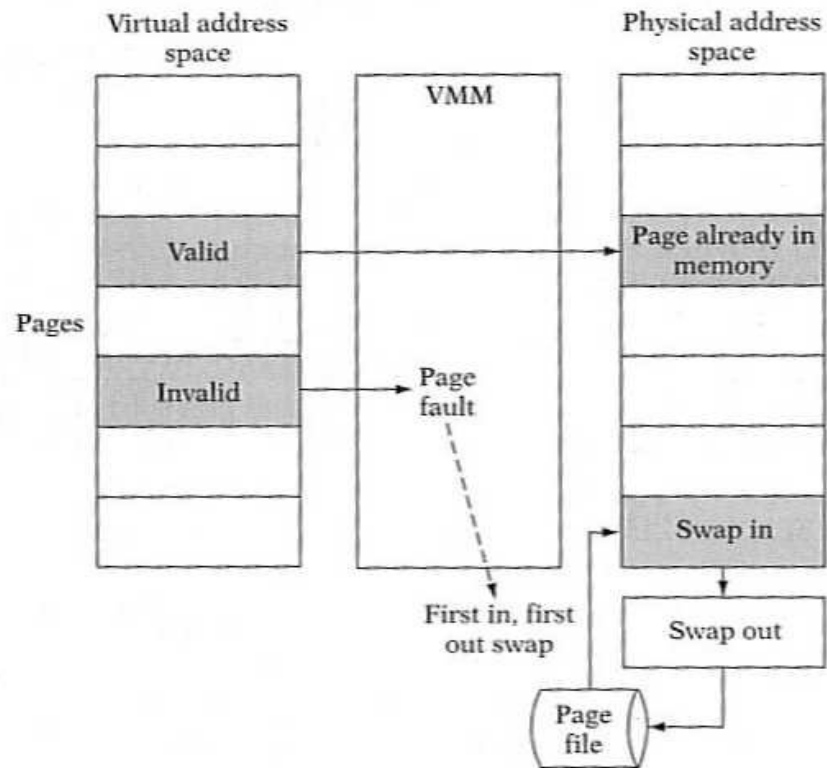 Virtual address
space
Physical address
space
VMM
Valid
Page already in
memory
Pages
Invalid
Page
fault
Swap in
First in, first
out swap
Swap out
Page
file